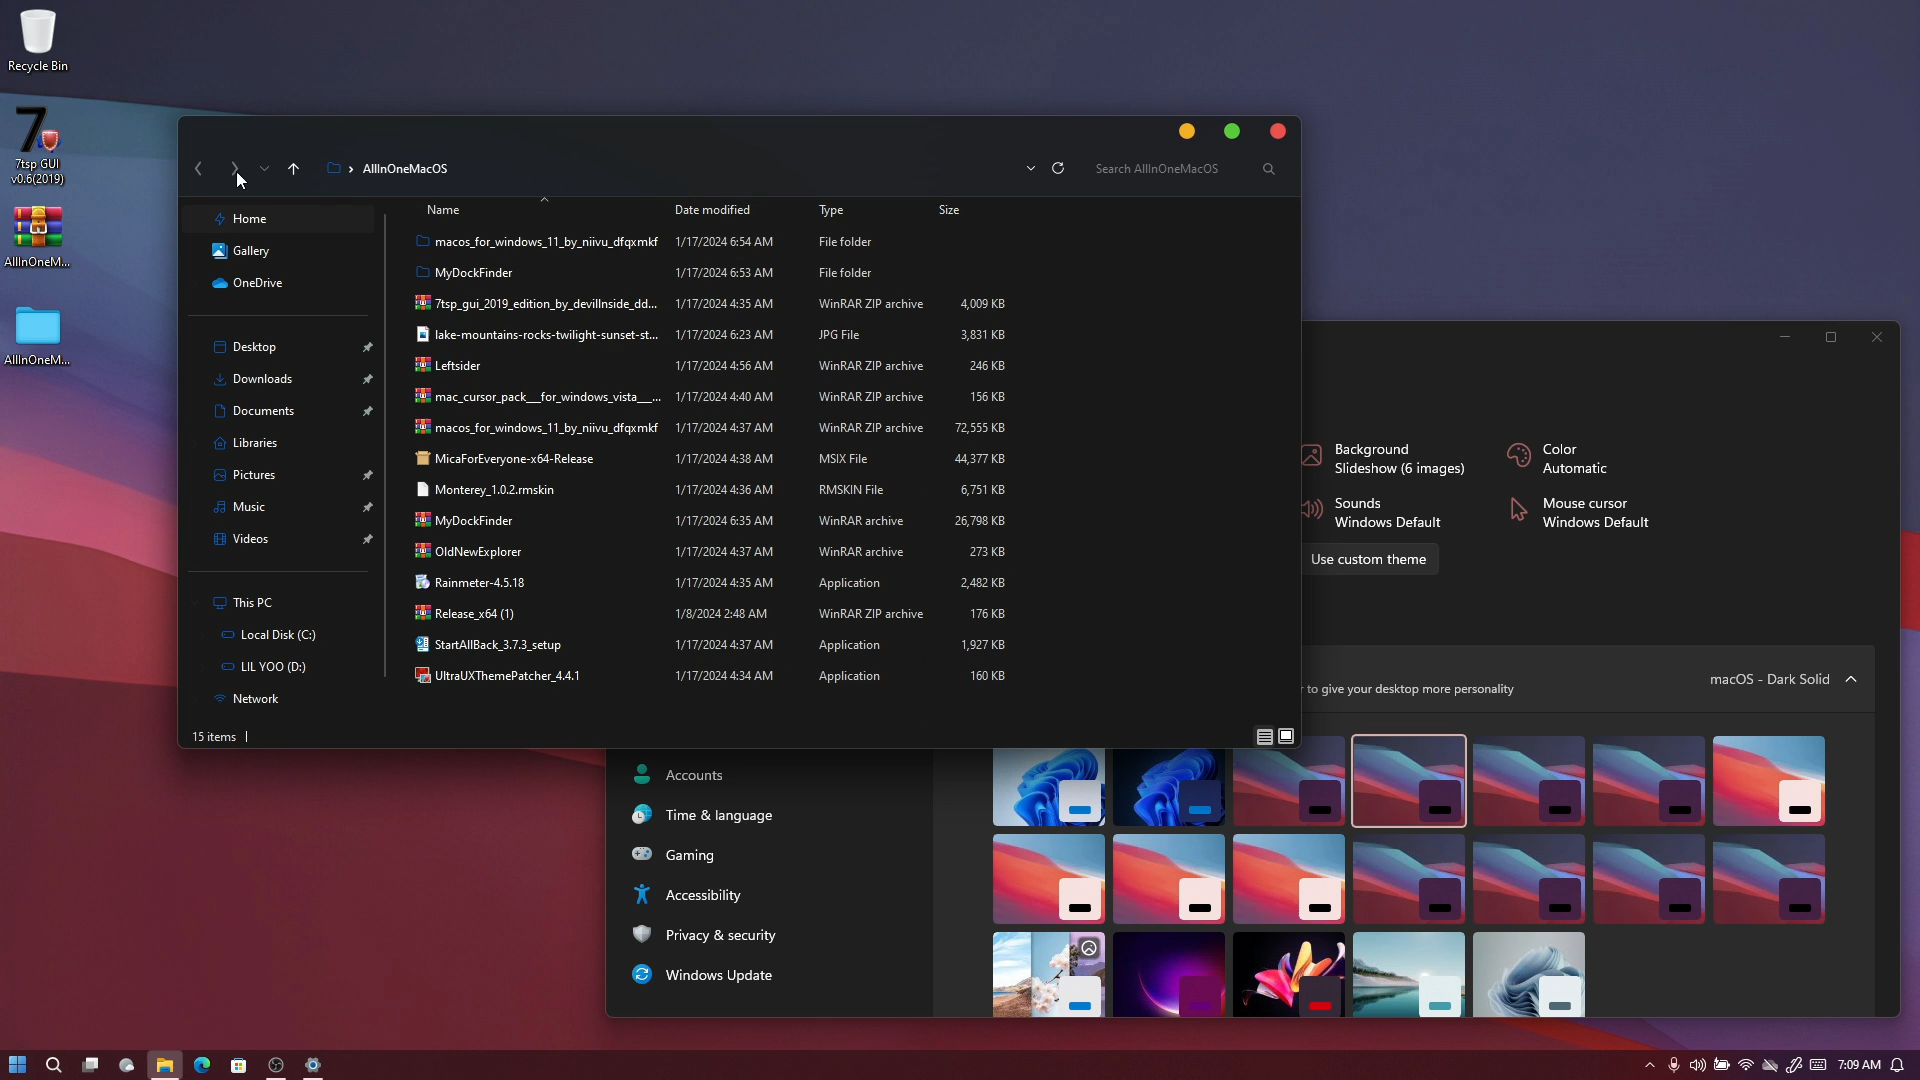 Recycle Bin
7tsp GUI
v0.6(2019)
AllInOneM...
AllInOneM...
AllInOneMacOS
Search AllInOneMacOS
Home
Gallery
OneDrive
Desktop
Downloads
Documents
Libraries
Pictures
Music
Videos
This PC
Local Disk (C:)
LIL YOO (D:)
Network
Name Date modified Type Size
macos_for_windows_11_by_niivu_dfqxmkf 1/17/2024 6:54 AM File folder
MyDockFinder 1/17/2024 6:53 AM File folder
7tsp_gui_2019_edition_by_devillnside_dd... 1/17/2024 4:35 AM WinRAR ZIP archive 4,009 KB
lake-mountains-rocks-twilight-sunset-st... 1/17/2024 6:23 AM JPG File 3,831 KB
Leftsider 1/17/2024 4:56 AM WinRAR ZIP archive 246 KB
mac_cursor_pack__for_windows_vista__... 1/17/2024 4:40 AM WinRAR ZIP archive 156 KB
macos_for_windows_11_by_niivu_dfqxmkf 1/17/2024 4:37 AM WinRAR ZIP archive 72,555 KB
MicaForEveryone-x64-Release 1/17/2024 4:38 AM MSIX File 44,377 KB
Monterey_1.0.2.rmskin 1/17/2024 4:36 AM RMSKIN File 6,751 KB
MyDockFinder 1/17/2024 6:35 AM WinRAR archive 26,798 KB
OldNewExplorer 1/17/2024 4:37 AM WinRAR archive 273 KB
Rainmeter-4.5.18 1/17/2024 4:35 AM Application 2,482 KB
Release_x64 (1) 1/8/2024 2:48 AM WinRAR ZIP archive 176 KB
StartAllBack_3.7.3_setup 1/17/2024 4:37 AM Application 1,927 KB
UltraUXThemePatcher_4.4.1 1/17/2024 4:34 AM Application 160 KB
15 items
Background
Slideshow (6 images)
Color
Automatic
Sounds
Windows Default
Mouse cursor
Windows Default
Use custom theme
r to give your desktop more personality
macOS - Dark Solid
Accounts
Time & language
Gaming
Accessibility
Privacy & security
Windows Update
7:09 AM